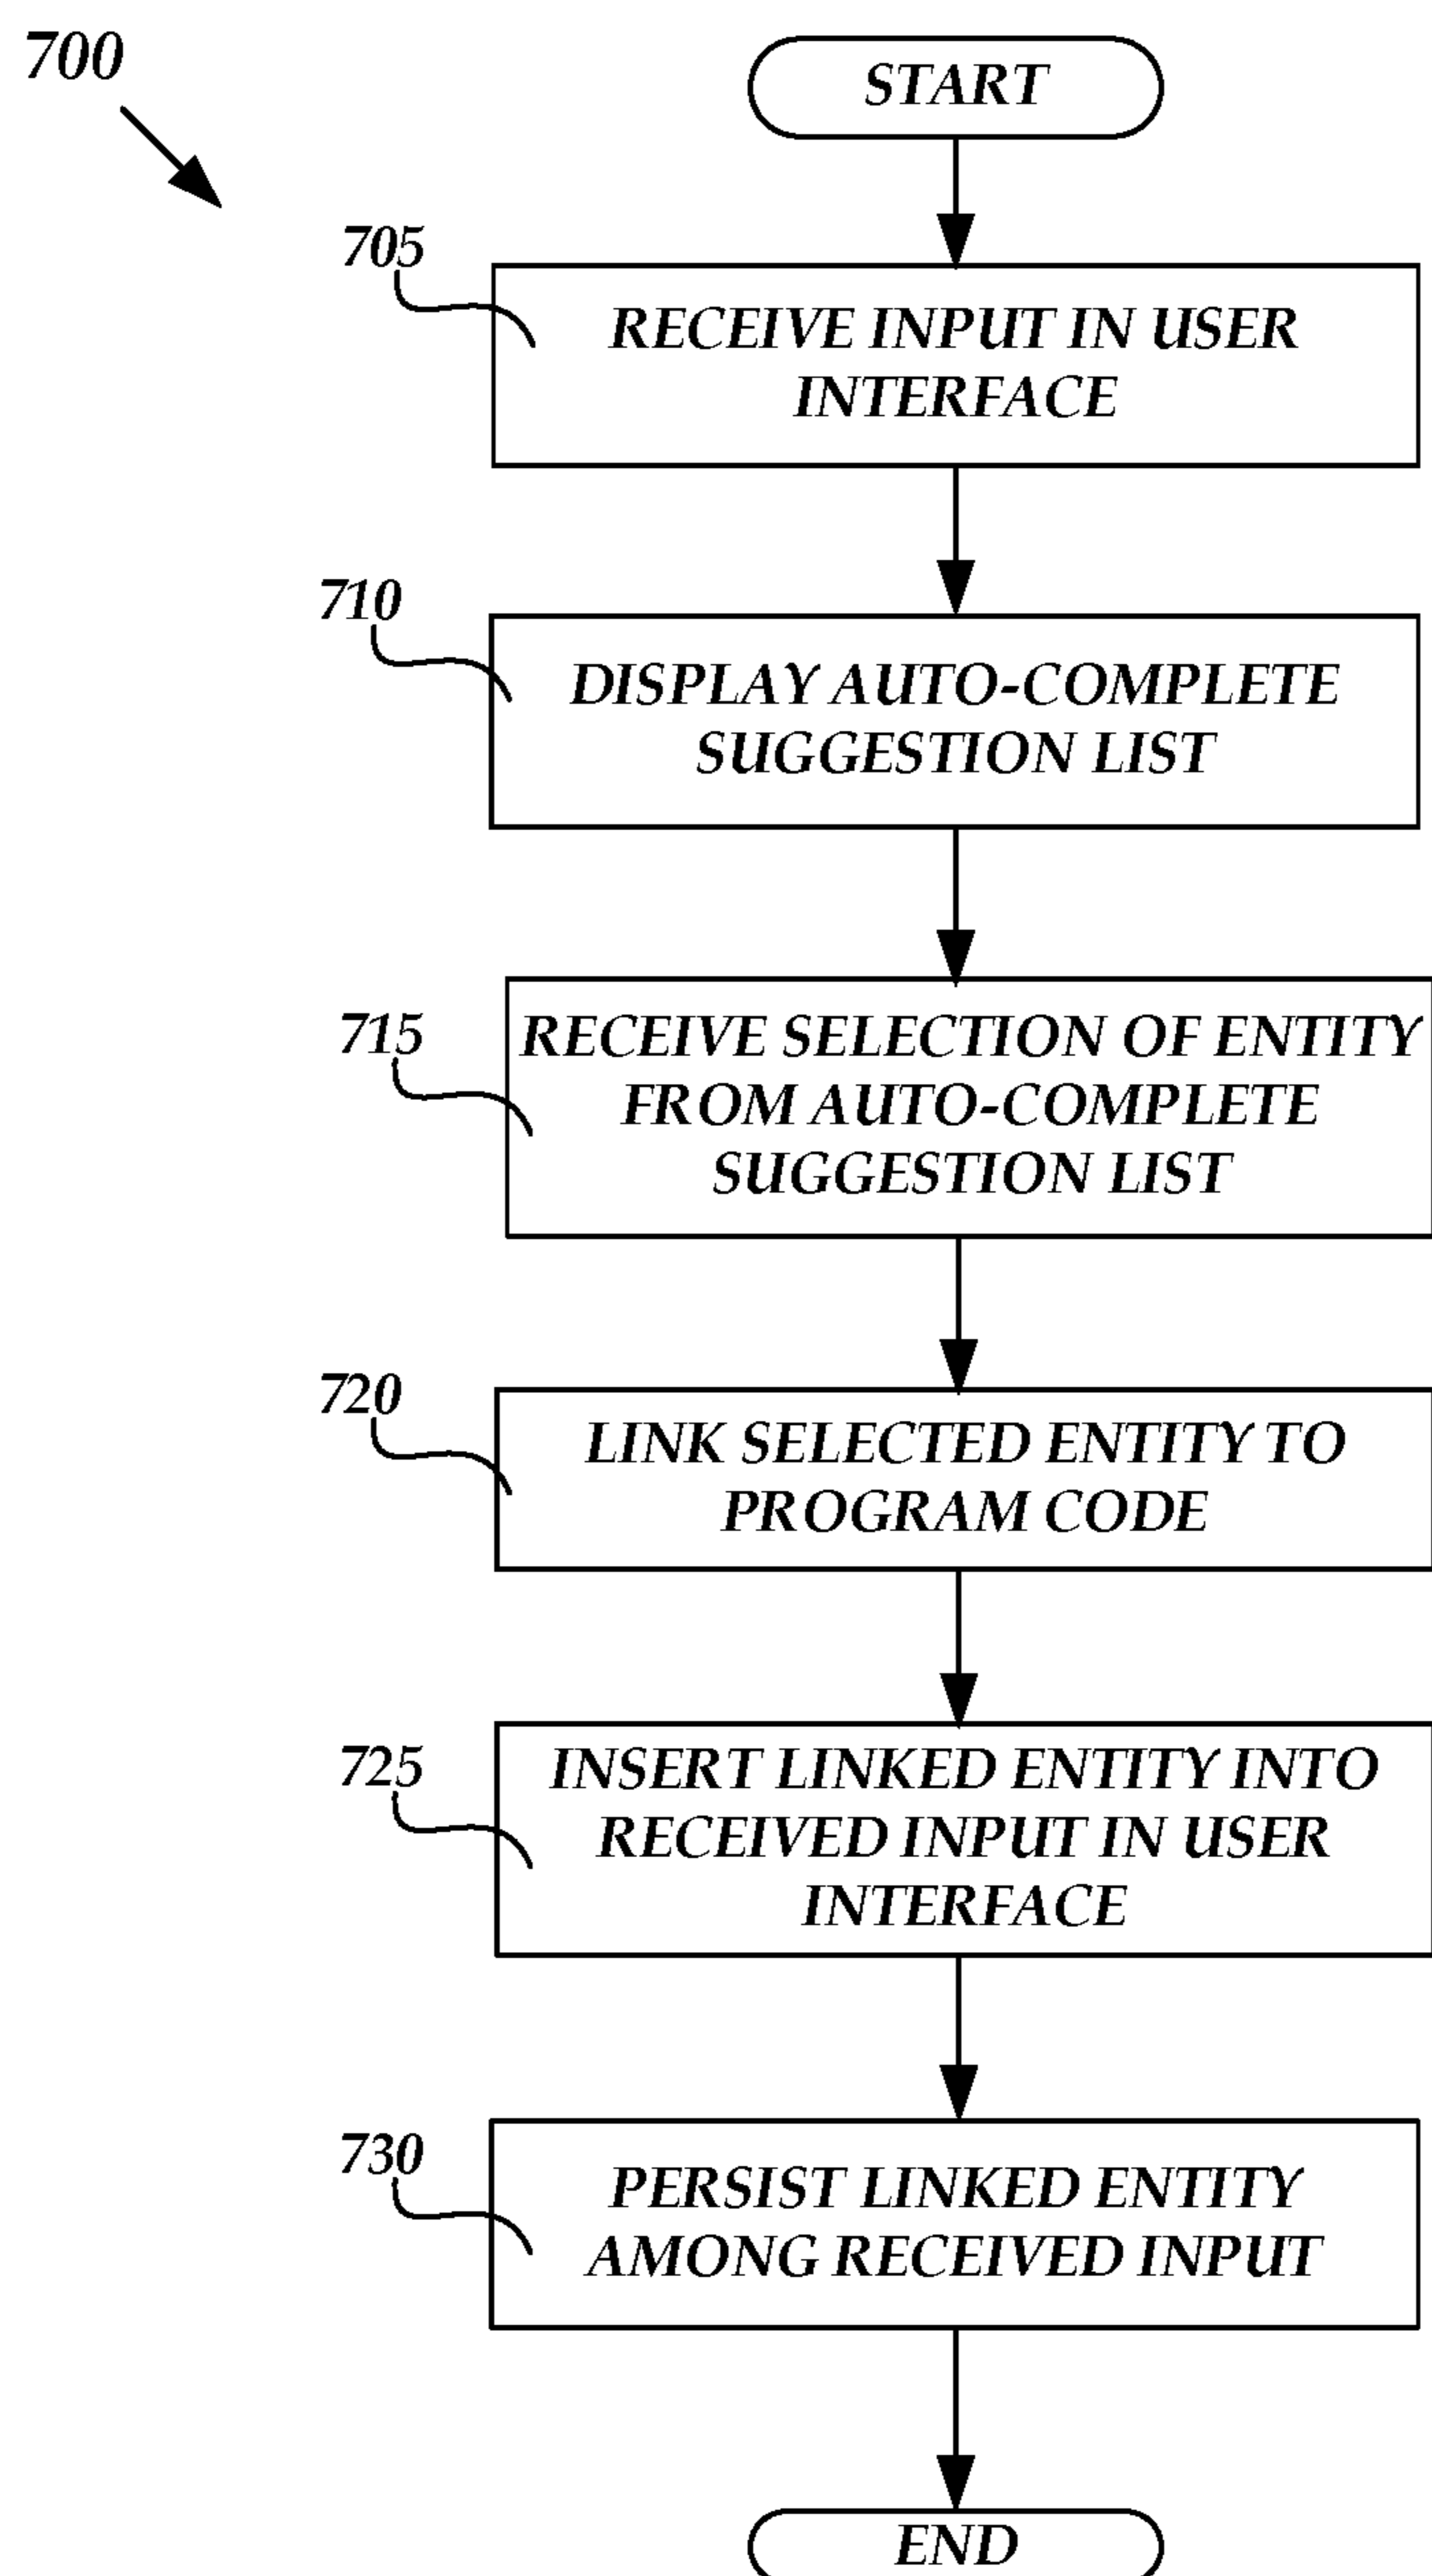 700
START
705
RECEIVE INPUT IN USER
INTERFACE
710
DISPLAY AUTO-COMPLETE
SUGGESTION LIST
715
RECEIVE SELECTION OF ENTITY
FROM AUTO-COMPLETE
SUGGESTION LIST
720
LINK SELECTED ENTITY TO
PROGRAM CODE
725
INSERT LINKED ENTITY INTO
RECEIVED INPUT IN USER
INTERFACE
730
PERSIST LINKED ENTITY
AMONG RECEIVED INPUT
END